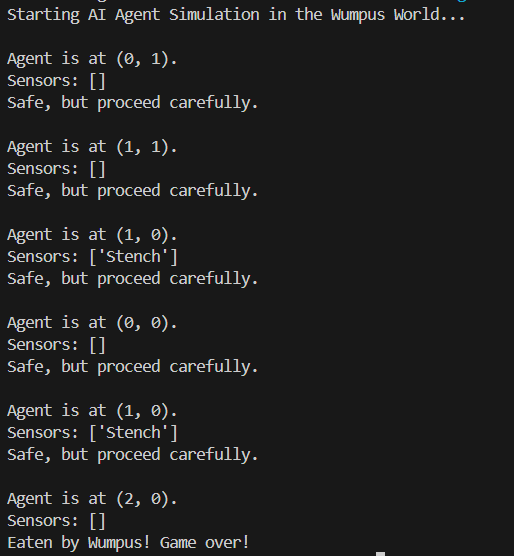 Starting AI Agent Simulation in the Wumpus World...
Agent is at (0, 1).
Sensors: []
Safe, but proceed carefully.
Agent is at (1, 1).
Sensors: []
Safe, but proceed carefully.
Agent is at (1, 0).
Sensors: ['Stench']
Safe, but proceed carefully.
Agent is at (0, 0).
Sensors: []
Safe, but proceed carefully.
Agent is at (1, 0).
Sensors: ['Stench']
Safe, but proceed carefully.
Agent is at (2, 0).
Sensors: []
Eaten by Wumpus! Game over!